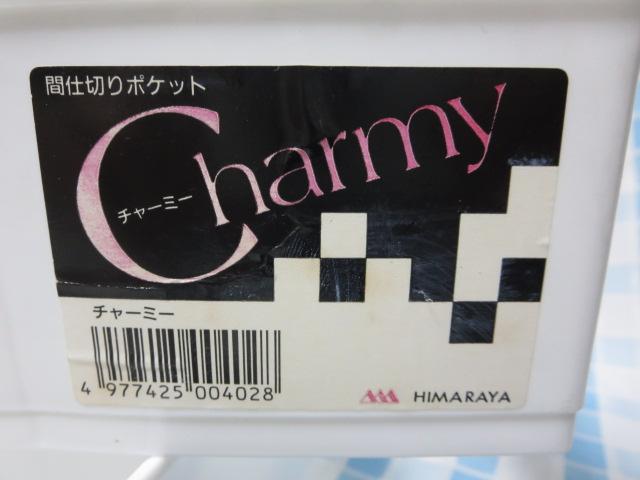 間仕切りポケット
Charmy
チャーミー
チャーミー
4 977425 004028
HIMARAYA